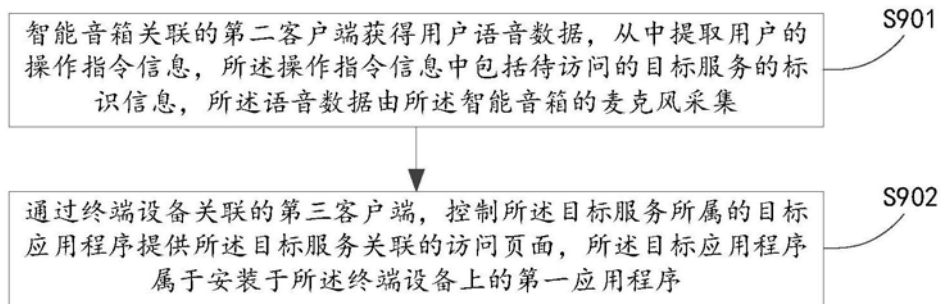 智能音箱关联的第二客户端获得用户语音数据，从中提取用户的
操作指令信息，所述操作指令信息中包括待访问的目标服务的标
识信息，所述语音数据由所述智能音箱的麦克风采集
S901
通过终端设备关联的第三客户端，控制所述目标服务所属的目标
应用程序提供所述目标服务关联的访问页面，所述目标应用程序
属于安装于所述终端设备上的第一应用程序
S902